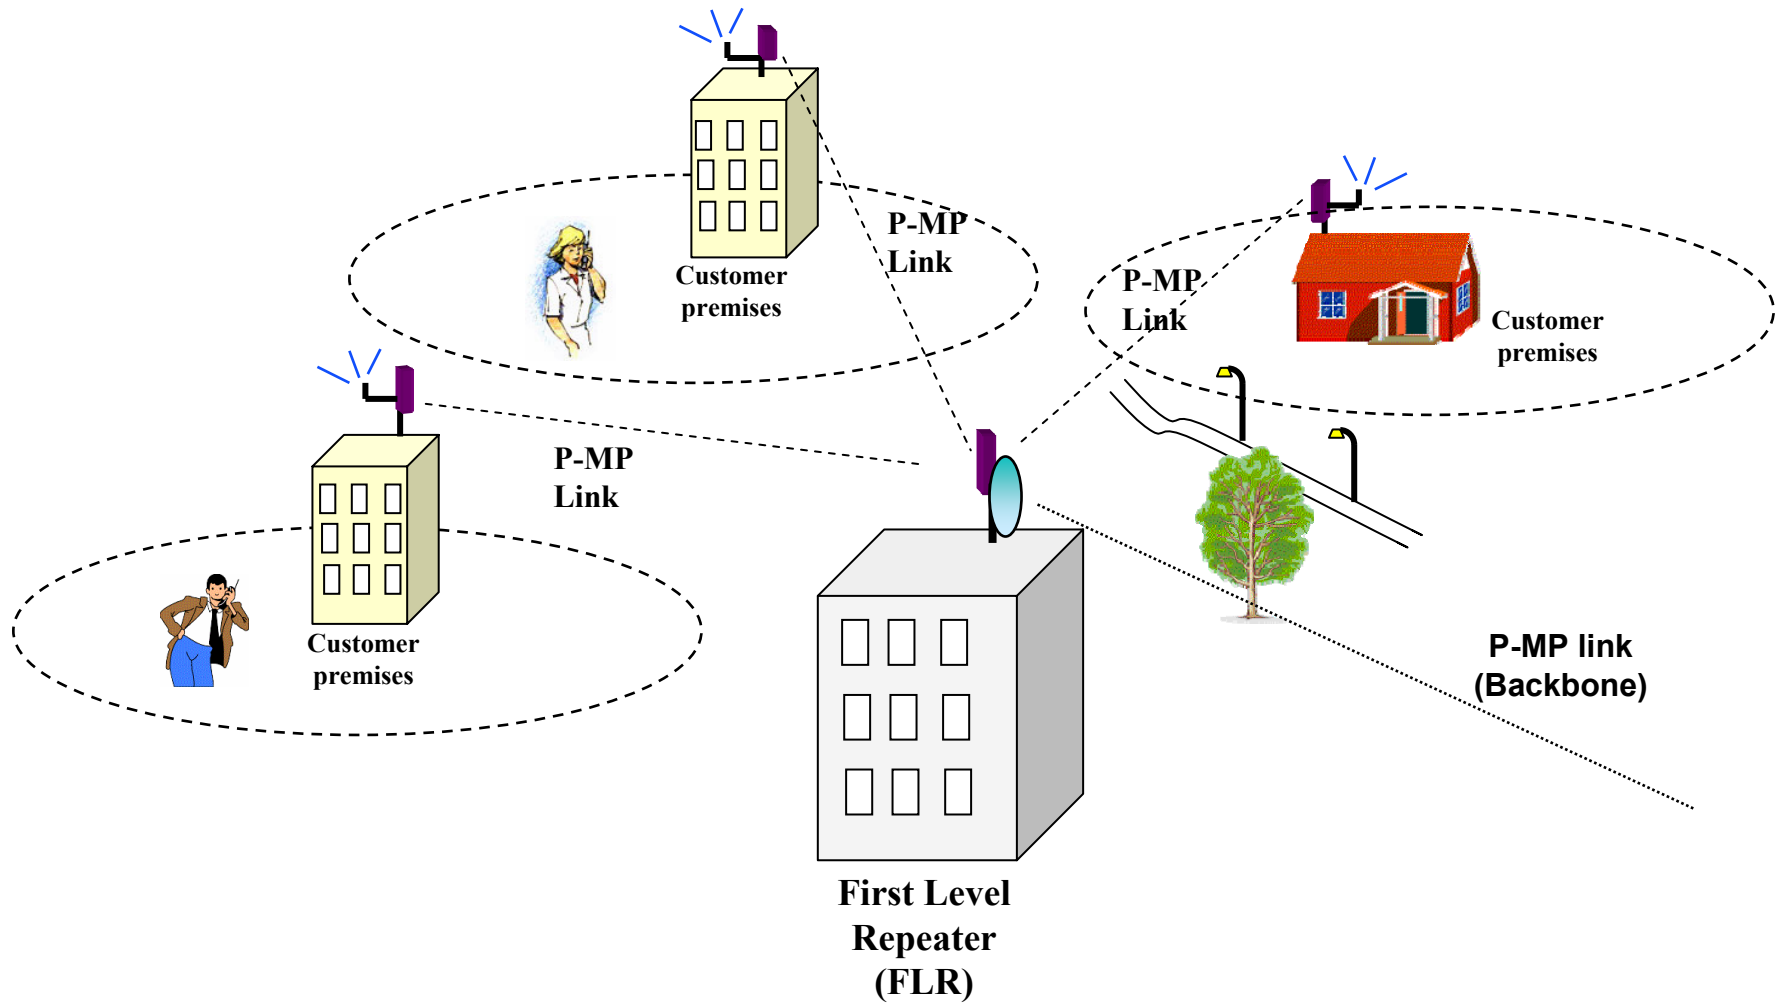 P-MP
Link
Customer
premises
P-MP
Link
Customer
premises
P-MP
Link
Customer
premises
P-MP link
(Backbone)
First Level
Repeater
(FLR)